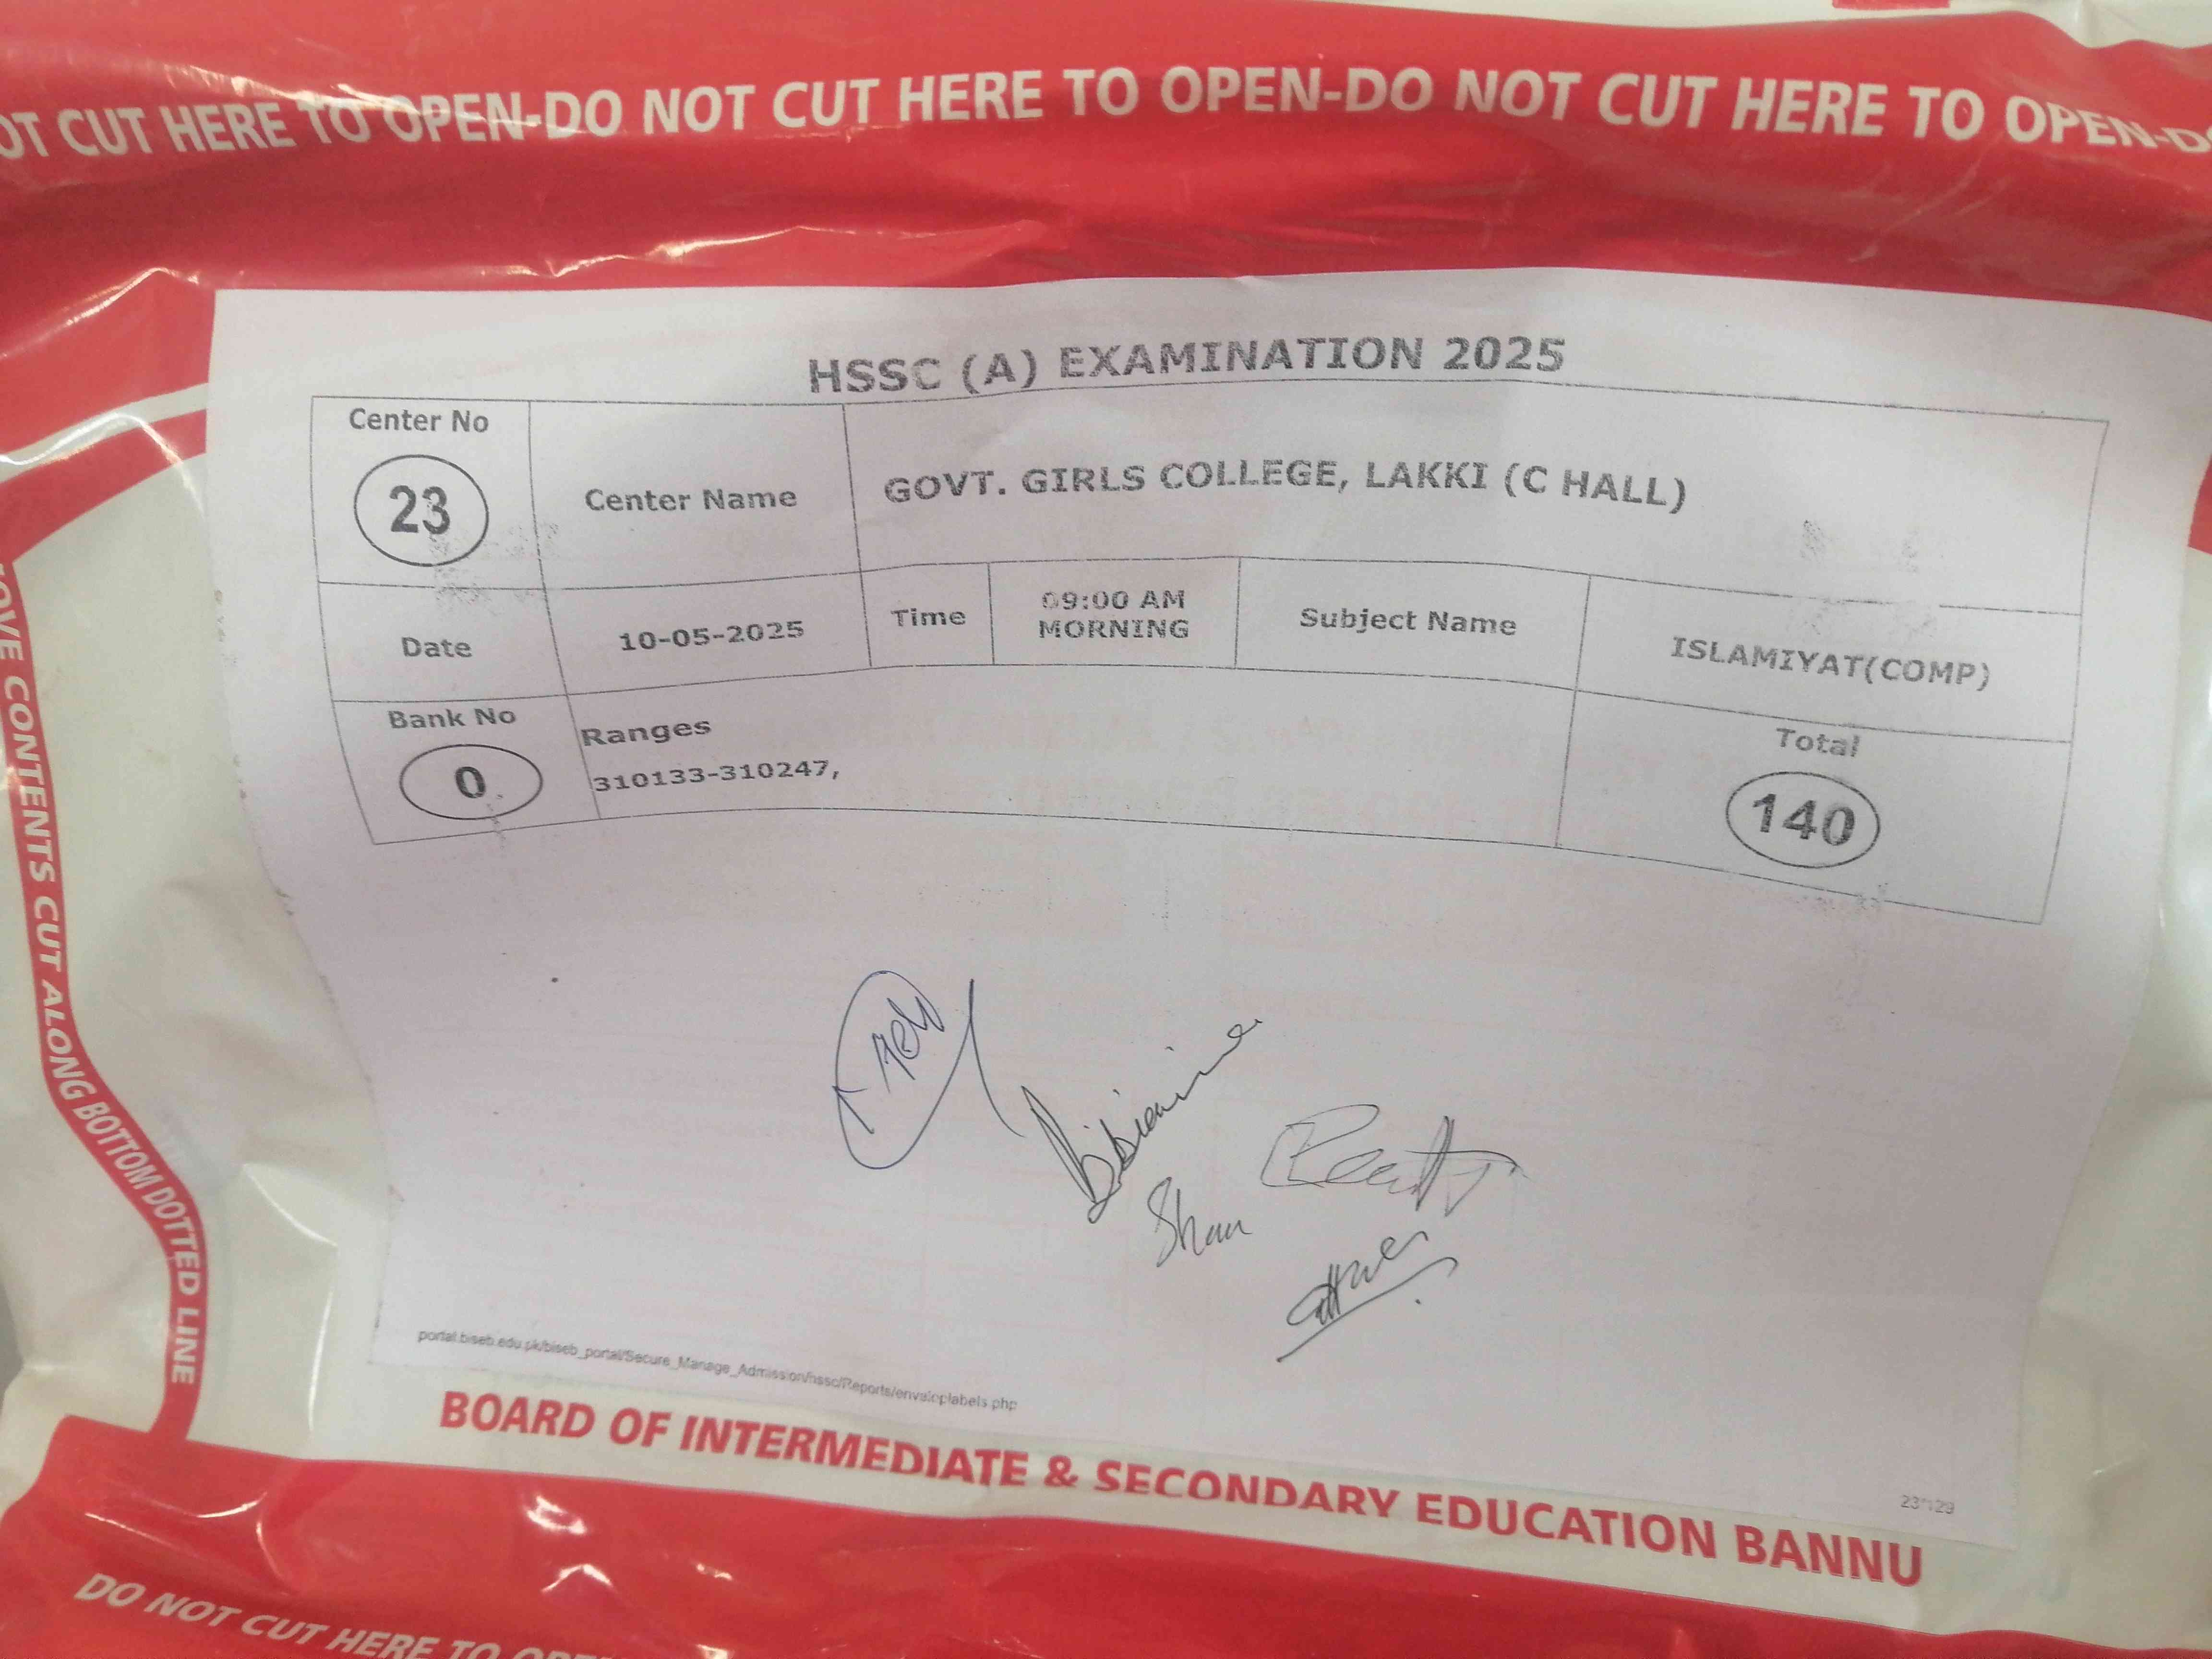 OT CUT HERE TO OPEN-DO NOT CUT HERE TO OPEN-DO NOT CUT HERE TO OPEN-D
HSSC (A) EXAMINATION 2025
Center No
23
Center Name
GOVT. GIRLS COLLEGE, LAKKI (C HALL)
Date
10-05-2025
Time
09:00 AM
MORNING
Subject Name
ISLAMIYAT(COMP)
Bank No
0
Ranges
310133-310247,
Total
140
Shau
portal.biseb.edu.pk/biseb_portal/Secure_Manage_Admission/hssc/Reports/enveloplabels.php
BOARD OF INTERMEDIATE & SECONDARY EDUCATION BANNU
OVE CONTENTS CUT ALONG BOTTOM DOTTED LINE
DO NOT CUT HERE TO OPE